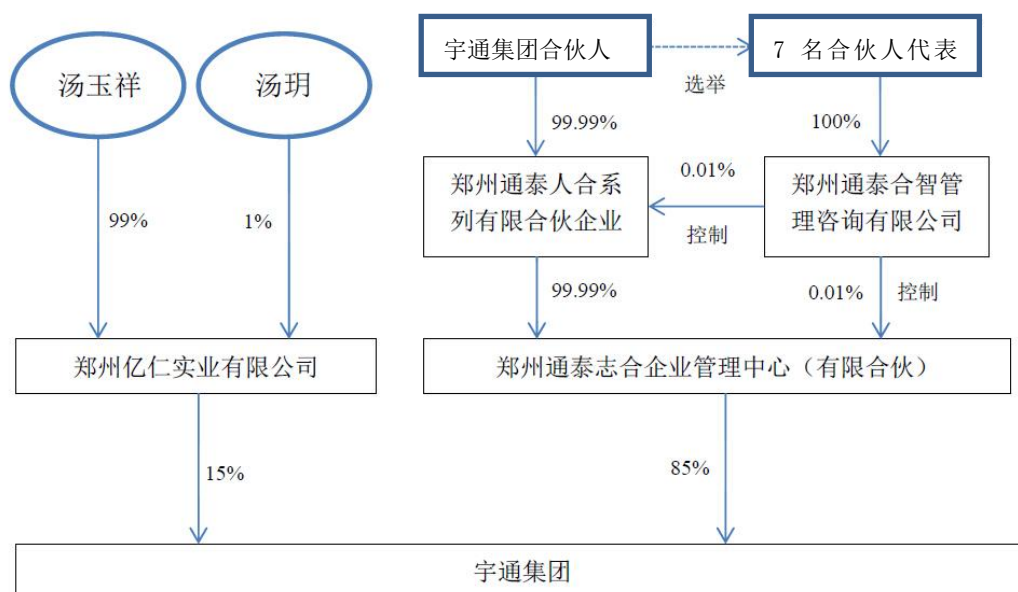 宇通集团合伙人
7 名合伙人代表
汤玉祥
汤玥
选举
99.99%
100%
郑州通泰人合系
列有限合伙企业
0.01%
控制
郑州通泰合智管
理咨询有限公司
99%
1%
99.99%
0.01%
控制
郑州亿仁实业有限公司
郑州通泰志合企业管理中心（有限合伙）
15%
85%
宇通集团